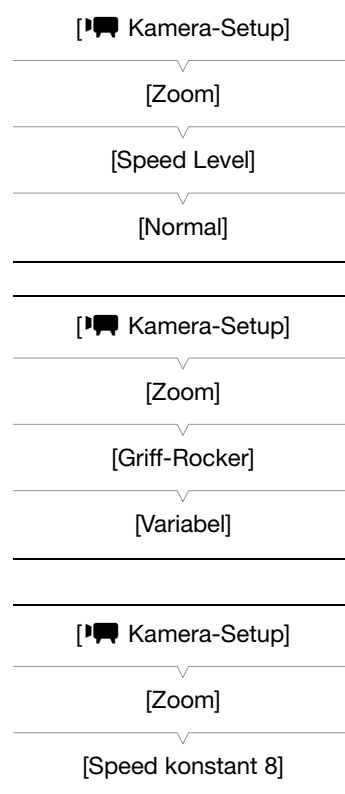 [ Kamera-Setup]
[Zoom]
[Speed Level]
[Normal]
[ Kamera-Setup]
[Zoom]
[Griff-Rocker]
[Variabel]
[ Kamera-Setup]
[Zoom]
[Speed konstant 8]